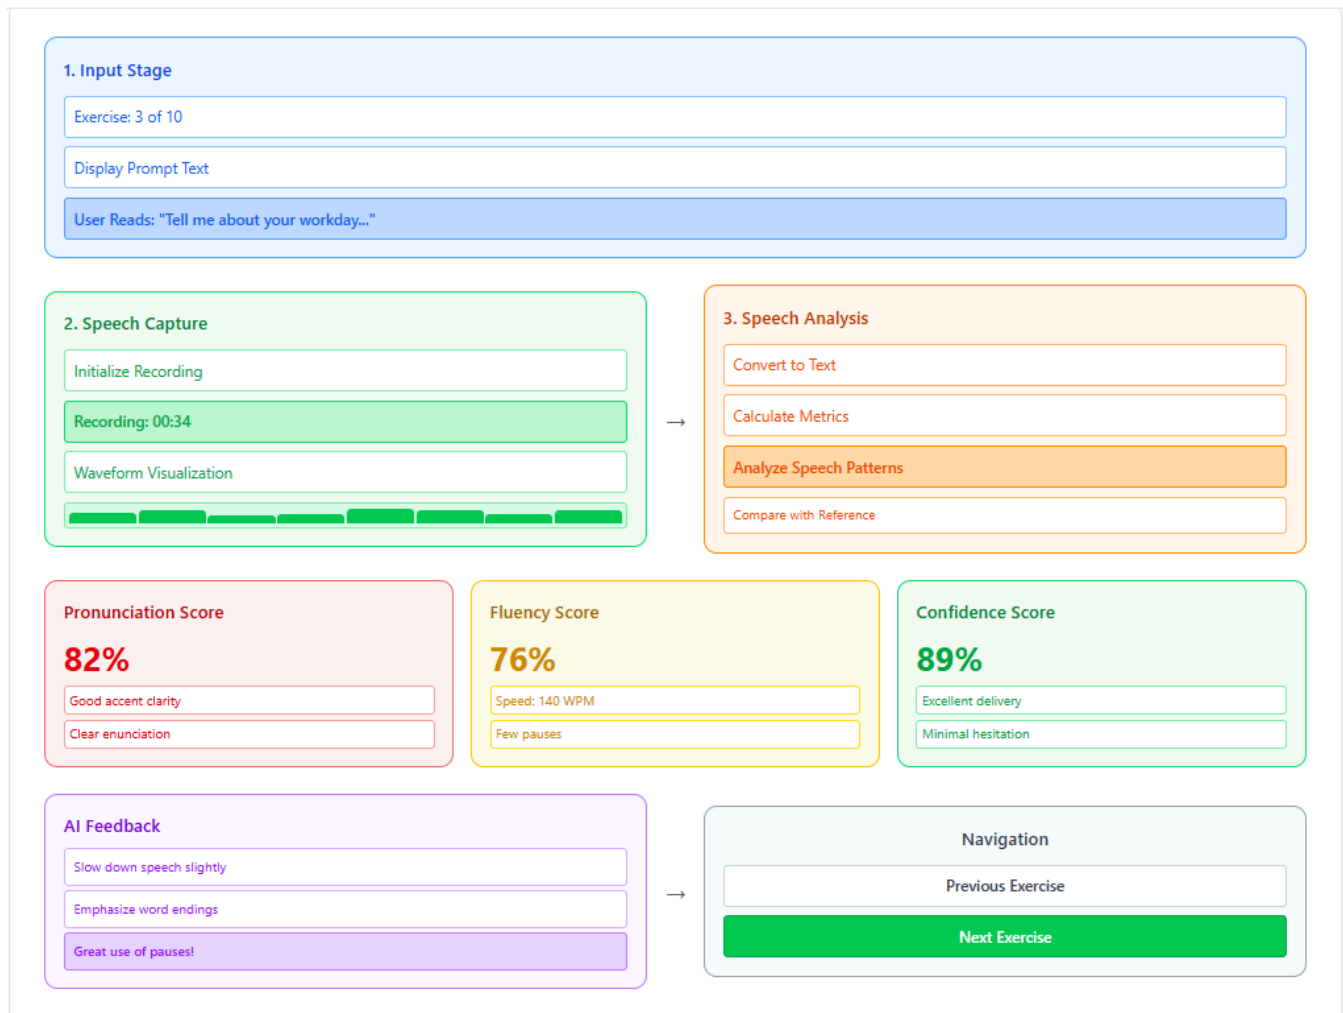 1. Input Stage
Exercise: 3 of 10
Display Prompt Text
User Reads: "Tell me about your workday..."
2. Speech Capture
Initialize Recording
Recording: 00:34
Waveform Visualization
→
3. Speech Analysis
Convert to Text
Calculate Metrics
Analyze Speech Patterns
Compare with Reference
Pronunciation Score
82%
Good accent clarity
Clear enunciation
Fluency Score
76%
Speed: 140 WPM
Few pauses
Confidence Score
89%
Excellent delivery
Minimal hesitation
AI Feedback
Slow down speech slightly
Emphasize word endings
Great use of pauses!
→
Navigation
Previous Exercise
Next Exercise